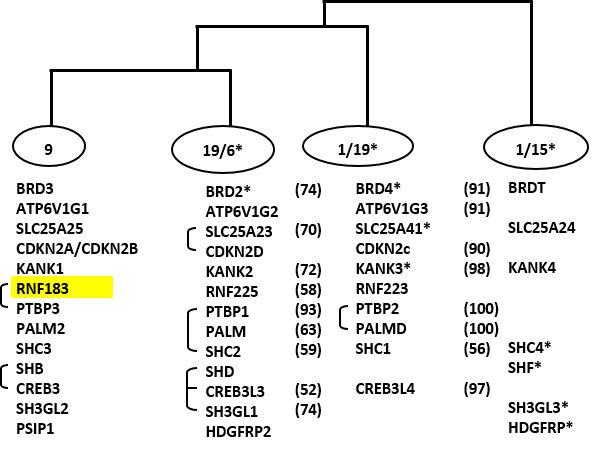 9 19/6* 1/19* 1/15*
BRD3 BRD2* (74) BRD4* (91) BRDT
ATP6V1G1 ATP6V1G2 ATP6V1G3 (91)
SLC25A25 SLC25A23 (70) SLC25A41* SLC25A24
CDKN2A/CDKN2B CDKN2D CDKN2c (90)
KANK1 KANK2 (72) KANK3* (98) KANK4
RNF183 RNF225 (58) RNF223
PTBP3 PTBP1 (93) PTBP2 (100)
PALM2 PALM (63) PALMD (100)
SHC3 SHC2 (59) SHC1 (56) SHC4*
SHB SHD SHF*
CREB3 CREB3L3 (52) CREB3L4 (97)
SH3GL2 SH3GL1 (74) SH3GL3*
PSIP1 HDGFRP2 HDGFRP*